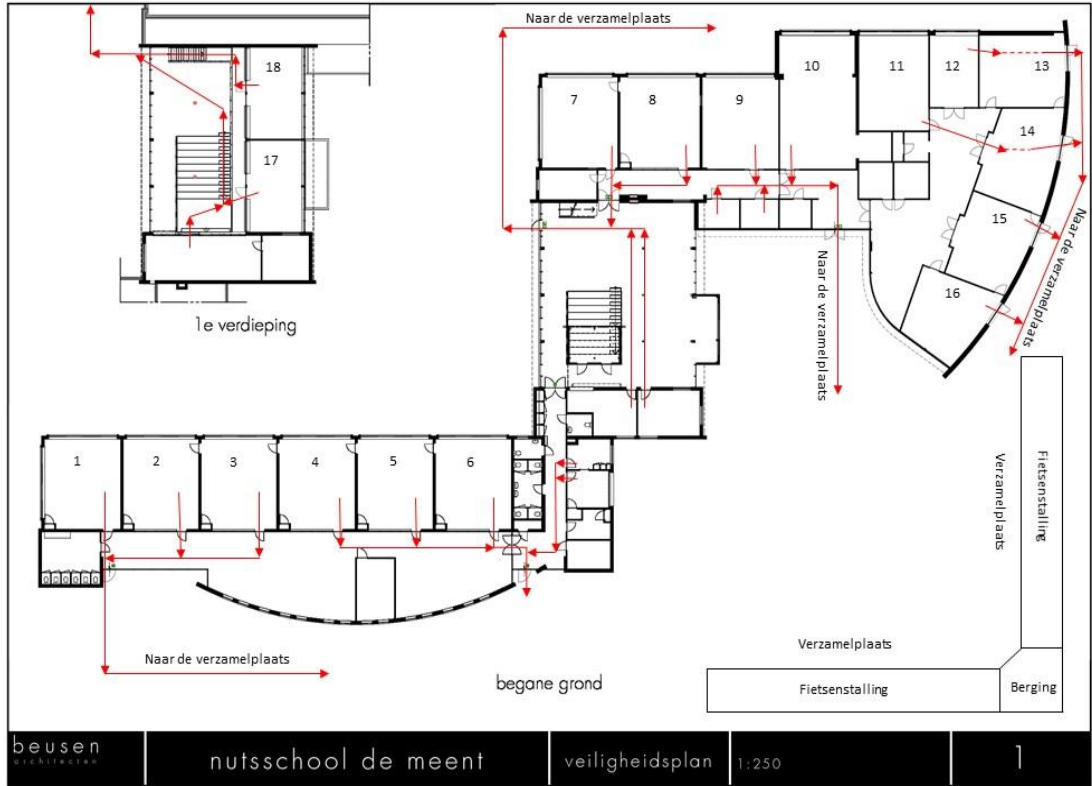 Naar de verzamelplaats
18
17
1e verdieping
7
8
9
10
11
12
13
14
15
16
Naar de verzamelplaats
Naar de verzamelplaats
1
2
3
4
5
6
Naar de verzamelplaats
begane grond
Verzamelplaats
Fietsenstalling
Verzamelplaats
Fietsenstalling
Berging
beusen
architecten
nutsschool de meent
veiligheidsplan
1:250
1